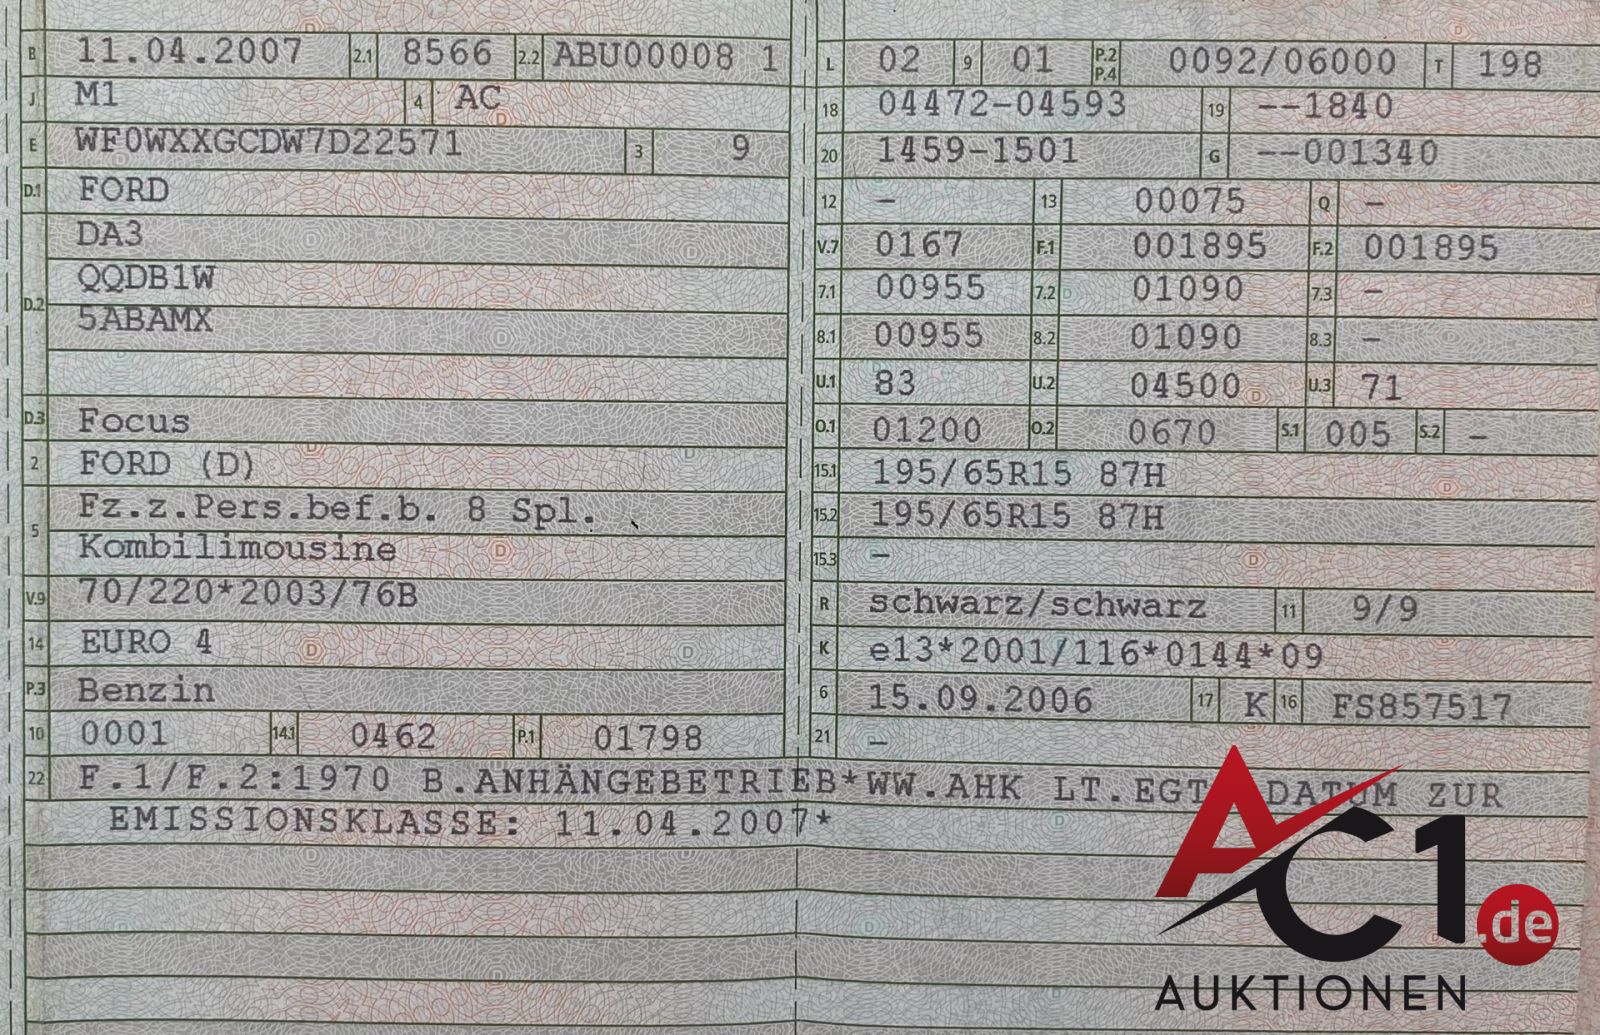 B 11.04.2007 2.1 8566 2.2 ABU00008 1
J M1 4 AC
E WF0WXXGCDW7D22571 3 9
D.1 FORD
DA3
D.2 QQDB1W
5ABAMX
D.3 Focus
2 FORD (D)
5 Fz.z.Pers.bef.b. 8 Spl.
Kombilimousine
V.9 70/220*2003/76B
14 EURO 4
P.3 Benzin
10 0001 14.1 0462 P.1 01798
L 02 9 01 P.2 P.4 0092/06000 T 198
18 04472-04593 19 --1840
20 1459-1501 G --001340
12 - 13 00075 Q -
V.7 0167 F.1 001895 F.2 001895
7.1 00955 7.2 01090 7.3 -
8.1 00955 8.2 01090 8.3 -
U.1 83 U.2 04500 U.3 71
O.1 01200 O.2 0670 S.1 005 S.2 -
15.1 195/65R15 87H
15.2 195/65R15 87H
15.3 -
R schwarz/schwarz 11 9/9
K e13*2001/116*0144*09
6 15.09.2006 17 K 16 FS857517
21 -
22 F.1/F.2:1970 B.ANHÄNGEBETRIEB*WW.AHK LT.EGT DATUM ZUR
EMISSIONSKLASSE: 11.04.2007*
AC1.de
AUKTIONEN